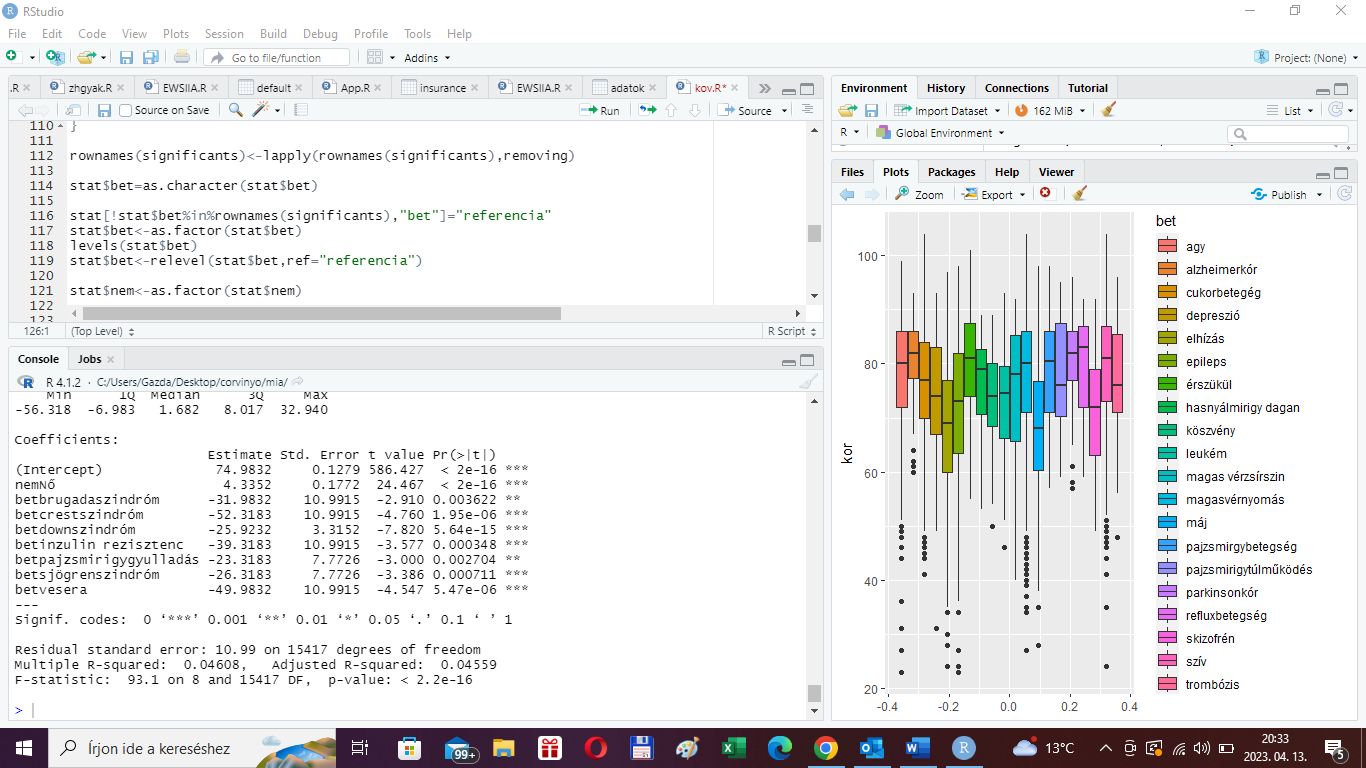 RStudio
File Edit Code View Plots Session Build Debug Profile Tools Help
Go to file/function Addins Project: (None)
.R zhgyak.R EWSIIA.R default App.R insurance EWSIIA.R adatok kov.R*
Source on Save Run Source
110 }
111
112 rownames(significants)<-lapply(rownames(significants),removing)
113
114 stat$bet=as.character(stat$bet)
115
116 stat[!stat$bet%in%rownames(significants),"bet"]="referencia"
117 stat$bet<-as.factor(stat$bet)
118 levels(stat$bet)
119 stat$bet<-relevel(stat$bet,ref="referencia")
120
121 stat$nem<-as.factor(stat$nem)
122
123
126:1 (Top Level) R Script
Console Jobs
R 4.1.2 · C:/Users/Gazda/Desktop/corvinyo/mia/
Min 1Q Median 3Q Max
-56.318 -6.983 1.682 8.017 32.940
Coefficients:
Estimate Std. Error t value Pr(>|t|)
(Intercept) 74.9832 0.1279 586.427 < 2e-16 ***
nemNő 4.3352 0.1772 24.467 < 2e-16 ***
betbrugadaszindróm -31.9832 10.9915 -2.910 0.003622 **
betcrestszindróm -52.3183 10.9915 -4.760 1.95e-06 ***
betdownszindróm -25.9232 3.3152 -7.820 5.64e-15 ***
betinzulin rezisztenc -39.3183 10.9915 -3.577 0.000348 ***
betpajzsmirigygyulladás -23.3183 7.7726 -3.000 0.002704 **
betsjögrenszindróm -26.3183 7.7726 -3.386 0.000711 ***
betvesera -49.9832 10.9915 -4.547 5.47e-06 ***
---
Signif. codes: 0 ‘***’ 0.001 ‘**’ 0.01 ‘*’ 0.05 ‘.’ 0.1 ‘ ’ 1
Residual standard error: 10.99 on 15417 degrees of freedom
Multiple R-squared: 0.04608, Adjusted R-squared: 0.04559
F-statistic: 93.1 on 8 and 15417 DF, p-value: < 2.2e-16
>
Environment History Connections Tutorial
Import Dataset 162 MiB List
R Global Environment
Files Plots Packages Help Viewer
Zoom Export Publish
100
80
60
40
20
kor
-0.4 -0.2 0.0 0.2 0.4
bet
agy
alzheimerkór
cukorbetegég
depreszió
elhízás
epileps
érszükül
hasnyálmirigy dagan
köszvény
leukém
magas vérzsírszin
magasvérnyomás
máj
pajzsmirgybetegség
pajzsmirigytúlműködés
parkinsonkór
refluxbetegség
skizofrén
szív
trombózis
Írjon ide a kereséshez
99+
13°C
20:33
2023. 04. 13.
5